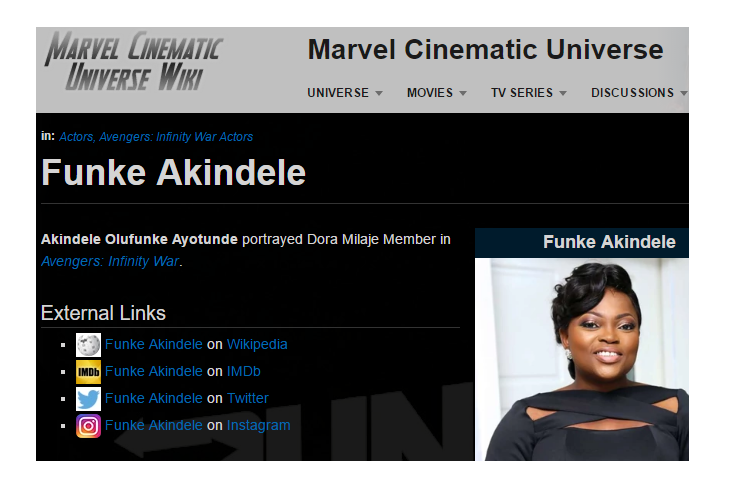 MARVEL CINEMATIC
UNIVERSE WIKI
Marvel Cinematic Universe
UNIVERSE MOVIES TV SERIES DISCUSSIONS
in: Actors, Avengers: Infinity War Actors
Funke Akindele
Akindele Olufunke Ayotunde portrayed Dora Milaje Member in
Avengers: Infinity War.
Funke Akindele
External Links
Funke Akindele on Wikipedia
IMDb Funke Akindele on IMDb
Funke Akindele on Twitter
Funke Akindele on Instagram